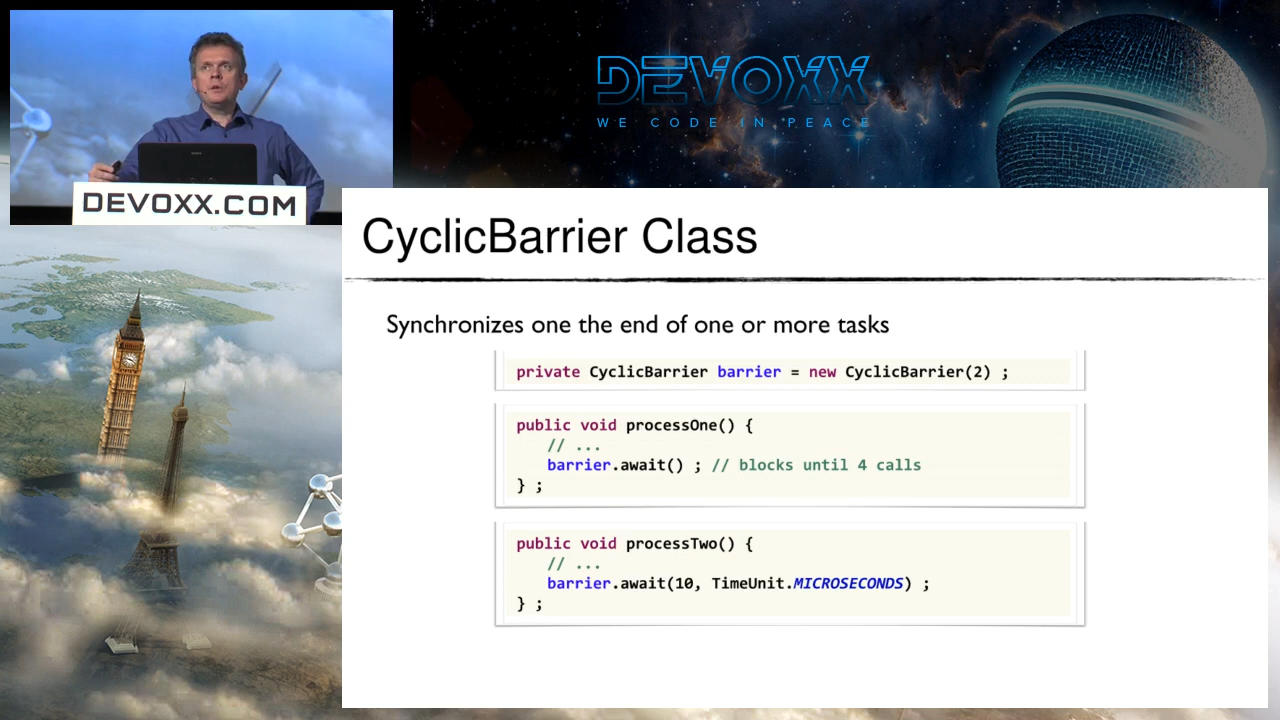 DEVOXX
WE CODE IN PEACE
DEVOXX.COM
CyclicBarrier Class
Synchronizes one the end of one or more tasks
private CyclicBarrier barrier = new CyclicBarrier(2) ;
public void processOne() {
// ...
barrier.await() ; // blocks until 4 calls
} ;
public void processTwo() {
// ...
barrier.await(10, TimeUnit.MICROSECONDS) ;
} ;